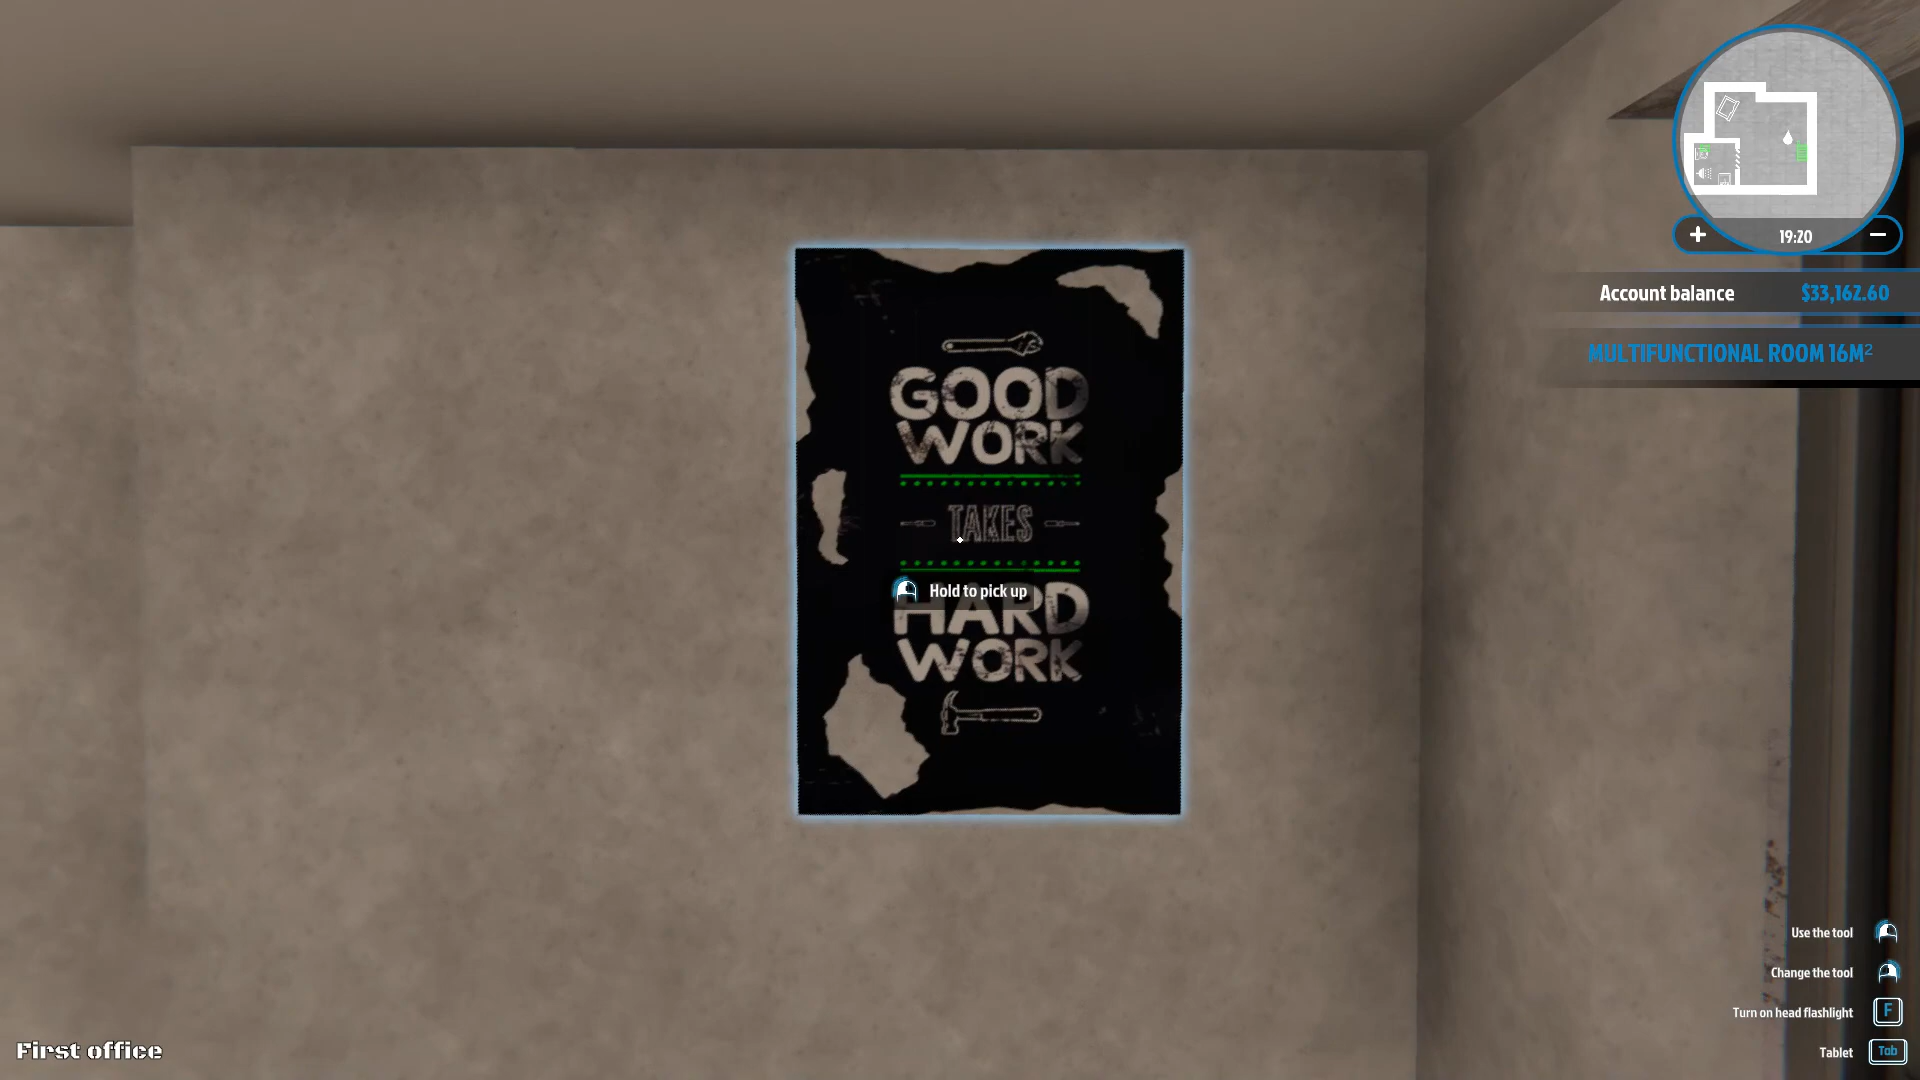 19:20
Account balance $33,162.60
MULTIFUNCTIONAL ROOM 16M²
GOOD
WORK
TAKES
Hold to pick up
HARD
WORK
Use the tool
Change the tool
Turn on head flashlight F
Tablet Tab
First office